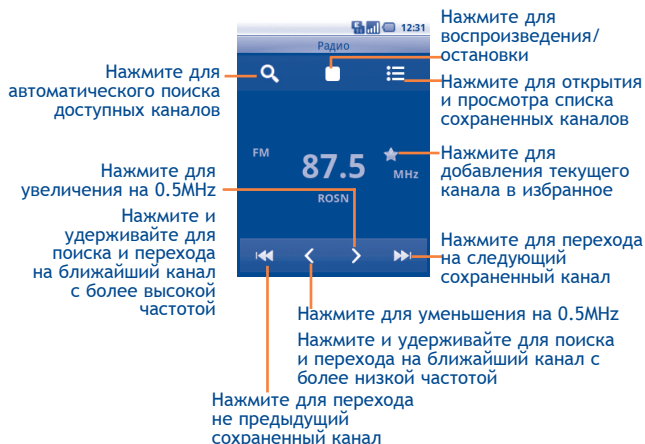 12:31
Радио
FM
87.5
MHz
ROSN
Нажмите для
автоматического поиска
доступных каналов
Нажмите для
увеличения на 0.5MHz
Нажмите и
удерживайте для
поиска и перехода
на ближайший канал
с более высокой
частотой
Нажмите для
воспроизведения/
остановки
Нажмите для открытия
и просмотра списка
сохраненных каналов
Нажмите для
добавления текущего
канала в избранное
Нажмите для перехода
на следующий
сохраненный канал
Нажмите для уменьшения на 0.5MHz
Нажмите и удерживайте для поиска
и перехода на ближайший канал с
более низкой частотой
Нажмите для перехода
не предыдущий
сохраненный канал